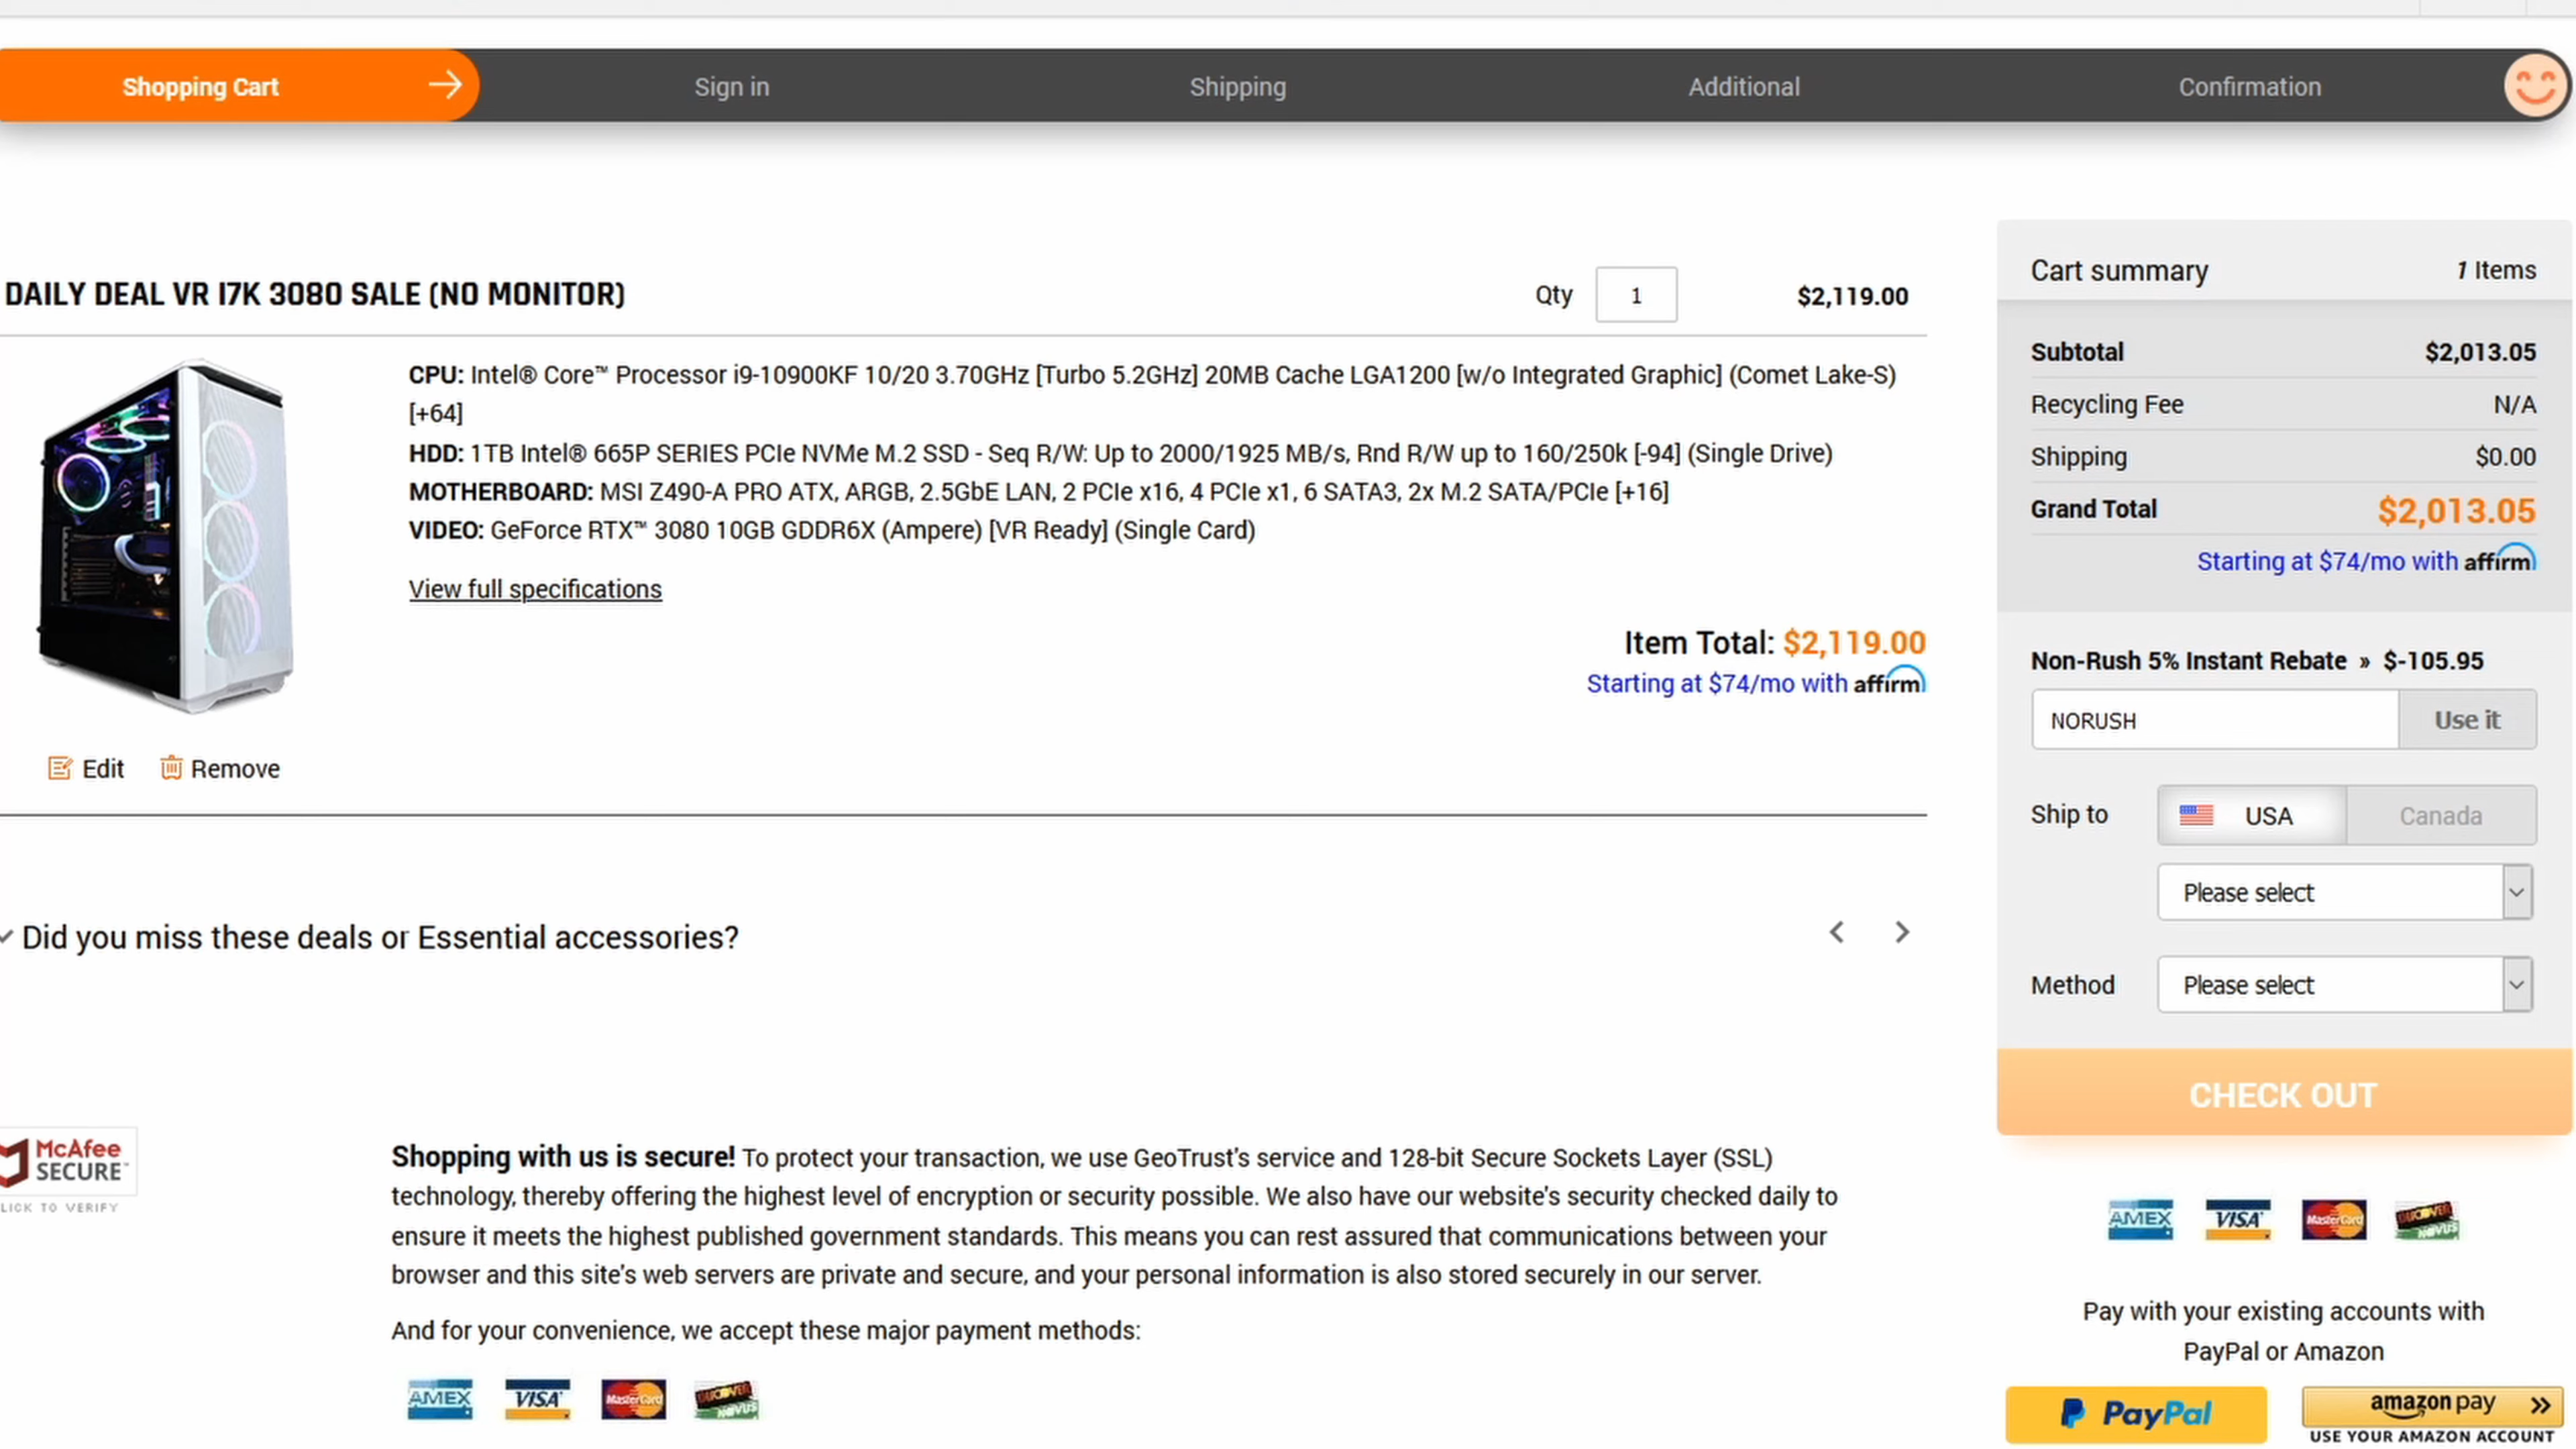 Shopping Cart
Sign in
Shipping
Additional
Confirmation
DAILY DEAL VR I7K 3080 SALE (NO MONITOR)
Qty 1 $2,119.00
CPU: Intel® Core™ Processor i9-10900KF 10/20 3.70GHz [Turbo 5.2GHz] 20MB Cache LGA1200 [w/o Integrated Graphic] (Comet Lake-S)
[+64]
HDD: 1TB Intel® 665P SERIES PCIe NVMe M.2 SSD - Seq R/W: Up to 2000/1925 MB/s, Rnd R/W up to 160/250k [-94] (Single Drive)
MOTHERBOARD: MSI Z490-A PRO ATX, ARGB, 2.5GbE LAN, 2 PCIe x16, 4 PCIe x1, 6 SATA3, 2x M.2 SATA/PCIe [+16]
VIDEO: GeForce RTX™ 3080 10GB GDDR6X (Ampere) [VR Ready] (Single Card)
View full specifications
Item Total: $2,119.00
Starting at $74/mo with affirm
Edit
Remove
Did you miss these deals or Essential accessories?
McAfee
SECURE™
LICK TO VERIFY
Shopping with us is secure! To protect your transaction, we use GeoTrust's service and 128-bit Secure Sockets Layer (SSL)
technology, thereby offering the highest level of encryption or security possible. We also have our website's security checked daily to
ensure it meets the highest published government standards. This means you can rest assured that communications between your
browser and this site's web servers are private and secure, and your personal information is also stored securely in our server.
And for your convenience, we accept these major payment methods:
AMEX VISA MasterCard DISCOVER NOVUS
Cart summary 1 Items
Subtotal $2,013.05
Recycling Fee N/A
Shipping $0.00
Grand Total $2,013.05
Starting at $74/mo with affirm
Non-Rush 5% Instant Rebate » $-105.95
NORUSH Use it
Ship to USA Canada
Please select
Method Please select
CHECK OUT
AMEX VISA MasterCard DISCOVER NOVUS
Pay with your existing accounts with
PayPal or Amazon
PayPal
amazon pay
USE YOUR AMAZON ACCOUNT